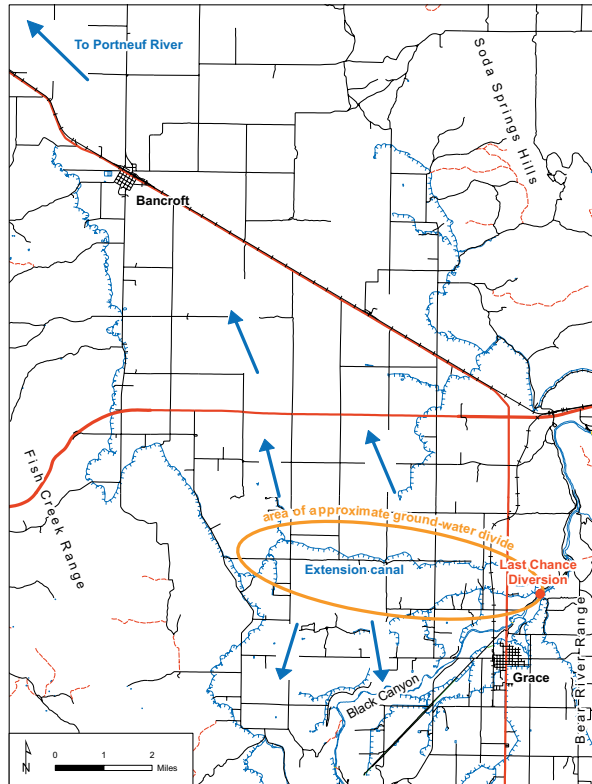 To Portneuf River
Soda Springs Hills
Bancroft
Fish Creek Range
area of approximate ground-water divide
Extension canal
Last Chance
Diversion
Bear River Range
Black Canyon
Grace
N
0 1 2
Miles